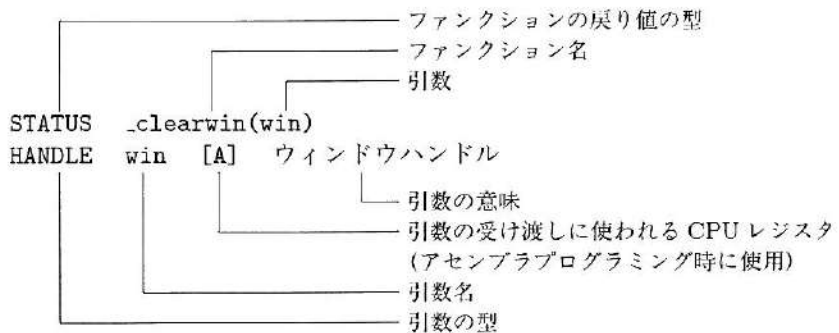 ファンクションの戻り値の型
ファンクション名
引数
STATUS _clearwin(win)
HANDLE win [A] ウィンドウハンドル
引数の意味
引数の受け渡しに使われる CPU レジスタ
(アセンブラプログラミング時に使用)
引数名
引数の型